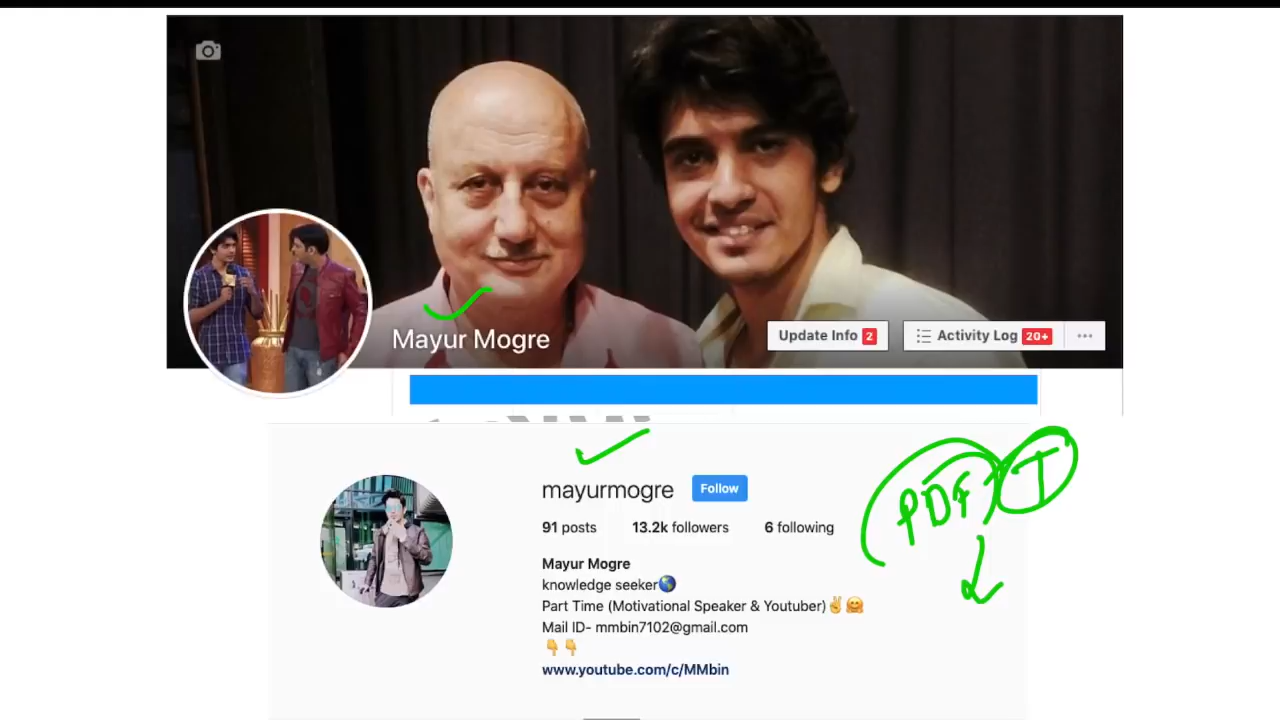 Mayur Mogre
Update Info 2
Activity Log 20+
mayurmogre Follow
91 posts 13.2k followers 6 following
PDF T
Mayur Mogre
knowledge seeker🌎
Part Time (Motivational Speaker & Youtuber)✌🤗
Mail ID- mmbin7102@gmail.com
👇👇
www.youtube.com/c/MMbin